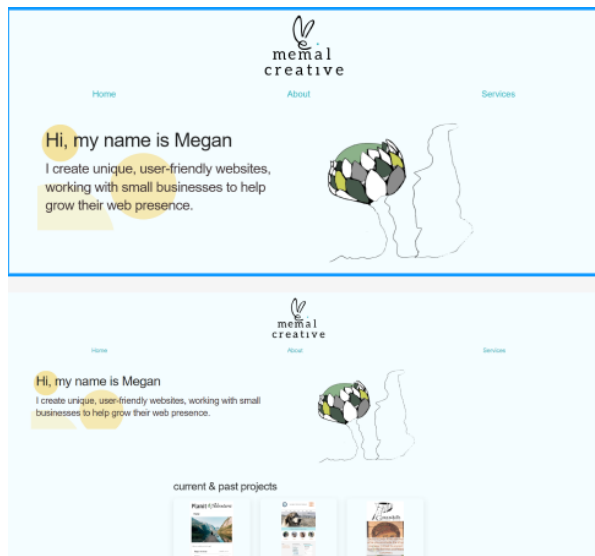 memal
creative
Home About Services
Hi, my name is Megan
I create unique, user-friendly websites,
working with small businesses to help
grow their web presence.
memal
creative
Home About Services
Hi, my name is Megan
I create unique, user-friendly websites, working with small
businesses to help grow their web presence.
current & past projects